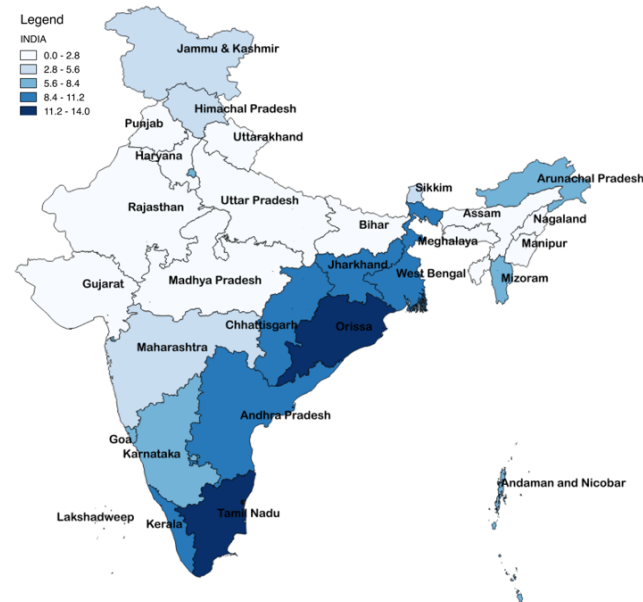 Legend
INDIA
0.0 - 2.8
2.8 - 5.6
5.6 - 8.4
8.4 - 11.2
11.2 - 14.0
Jammu & Kashmir
Himachal Pradesh
Punjab
Uttarakhand
Haryana
Arunachal Pradesh
Sikkim
Rajasthan
Uttar Pradesh
Assam
Nagaland
Bihar
Meghalaya
Manipur
Jharkhand
West Bengal
Mizoram
Gujarat
Madhya Pradesh
Chhattisgarh
Orissa
Maharashtra
Andhra Pradesh
Goa
Karnataka
Andaman and Nicobar
Lakshadweep
Kerala
Tamil Nadu